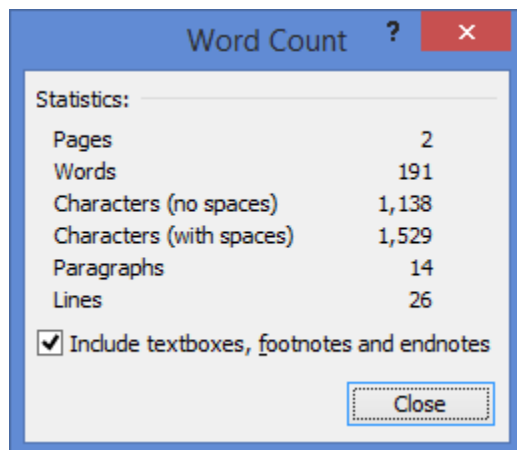 Word Count ? ×
Statistics:
Pages 2
Words 191
Characters (no spaces) 1,138
Characters (with spaces) 1,529
Paragraphs 14
Lines 26
Include textboxes, footnotes and endnotes
Close